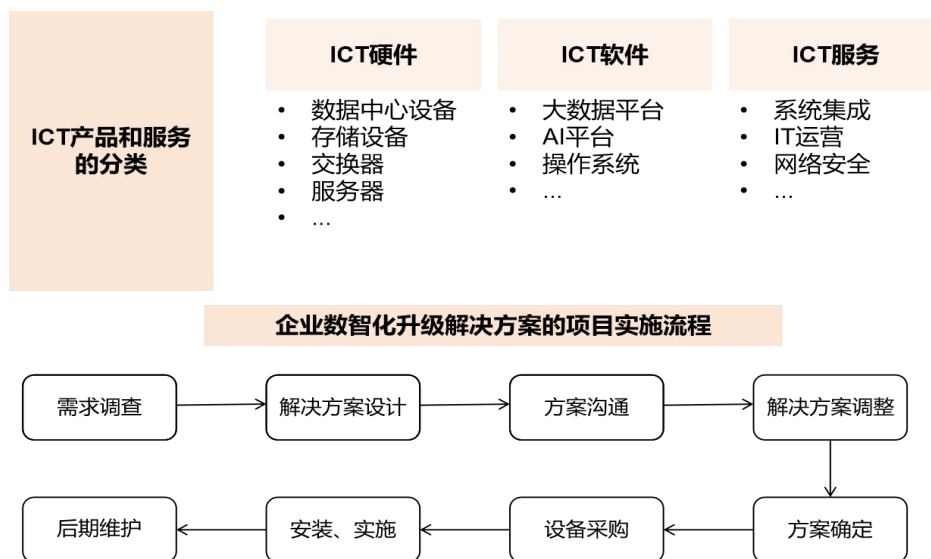 ICT产品和服务
的分类
ICT硬件
• 数据中心设备
• 存储设备
• 交换器
• 服务器
• …
ICT软件
• 大数据平台
• AI平台
• 操作系统
• …
ICT服务
• 系统集成
• IT运营
• 网络安全
• …
企业数智化升级解决方案的项目实施流程
需求调查
解决方案设计
方案沟通
解决方案调整
方案确定
设备采购
安装、实施
后期维护